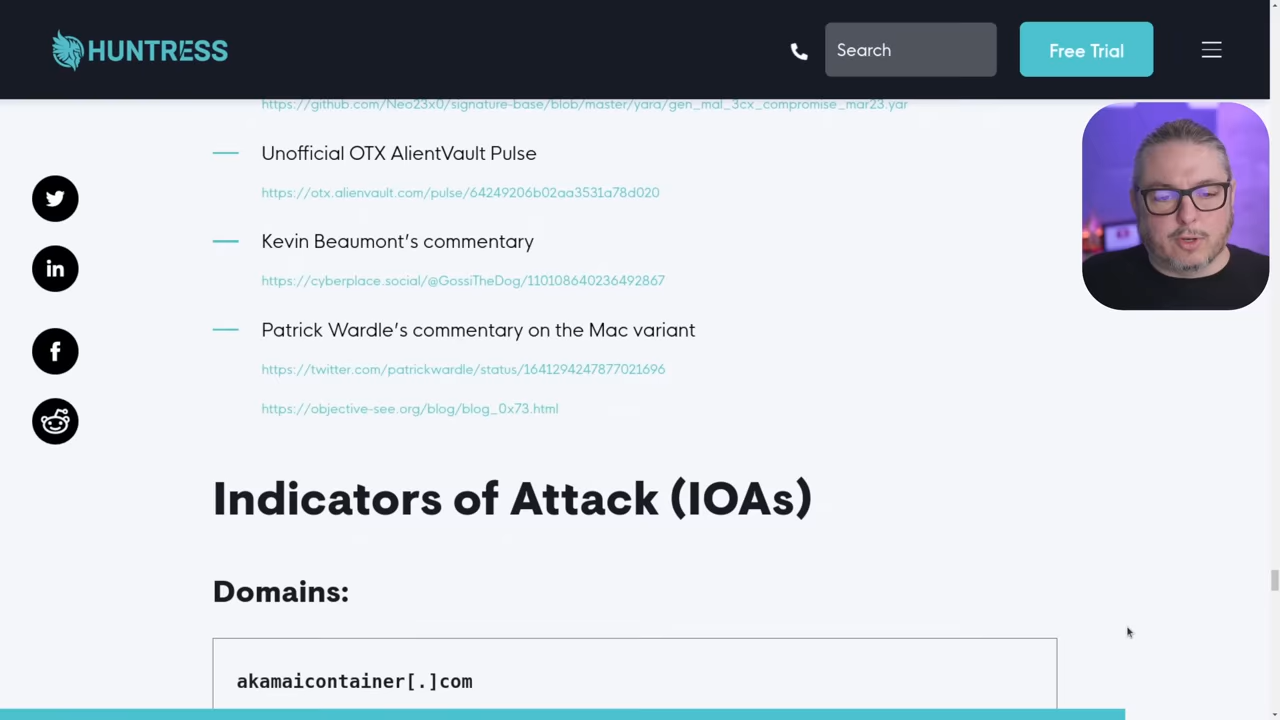 HUNTRESS
Search
Free Trial
https://github.com/Neo23x0/signature-base/blob/master/yara/gen_mal_3cx_compromise_mar23.yar
Unofficial OTX AlientVault Pulse
https://otx.alienvault.com/pulse/64249206b02aa3531a78d020
Kevin Beaumont's commentary
https://cyberplace.social/@GossiTheDog/110108640236492867
Patrick Wardle's commentary on the Mac variant
https://twitter.com/patrickwardle/status/1641294247877021696
https://objective-see.org/blog/blog_0x73.html
in
f
Indicators of Attack (IOAs)
Domains:
akamaicontainer[.]com